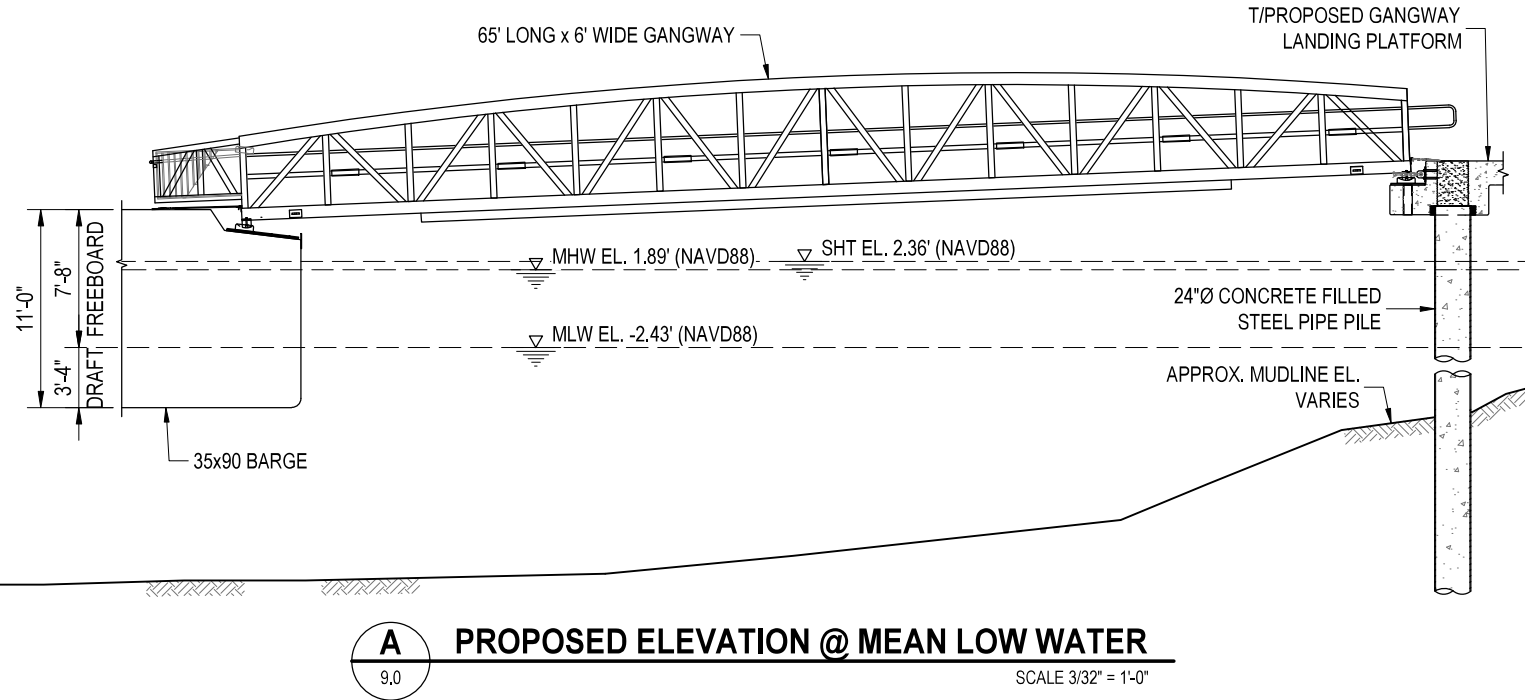 65' LONG x 6' WIDE GANGWAY
T/PROPOSED GANGWAY
LANDING PLATFORM
11'-0"
7'-8"
3'-4"
FREEBOARD
DRAFT
MHW EL. 1.89' (NAVD88)
SHT EL. 2.36' (NAVD88)
MLW EL. -2.43' (NAVD88)
24"Ø CONCRETE FILLED
STEEL PIPE PILE
APPROX. MUDLINE EL.
VARIES
35x90 BARGE
A
9.0
PROPOSED ELEVATION @ MEAN LOW WATER
SCALE 3/32" = 1'-0"